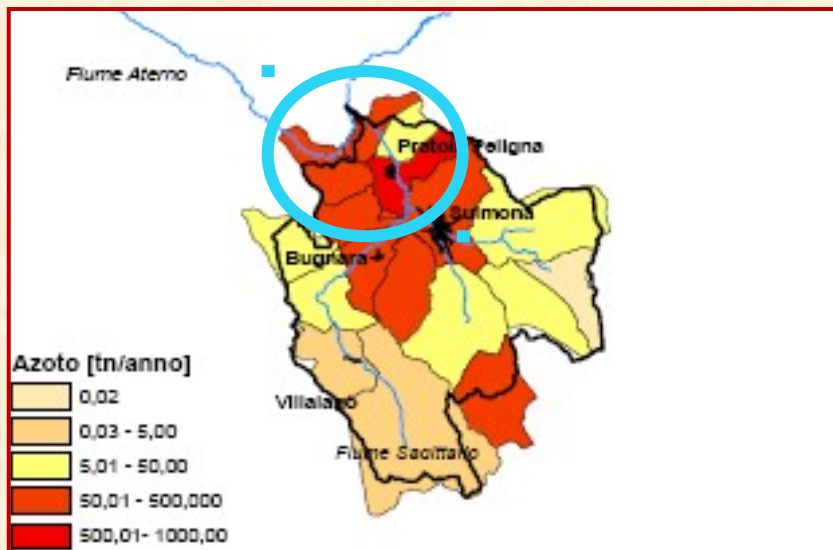 Fiume Aterno
Pratola Peligna
Sulmona
Bugnara
Azoto [tn/anno]
0,02
0,03 - 5,00
Villalago
5,01 - 50,00
Fiume Sagittario
50,01 - 500,000
500,01- 1000,00